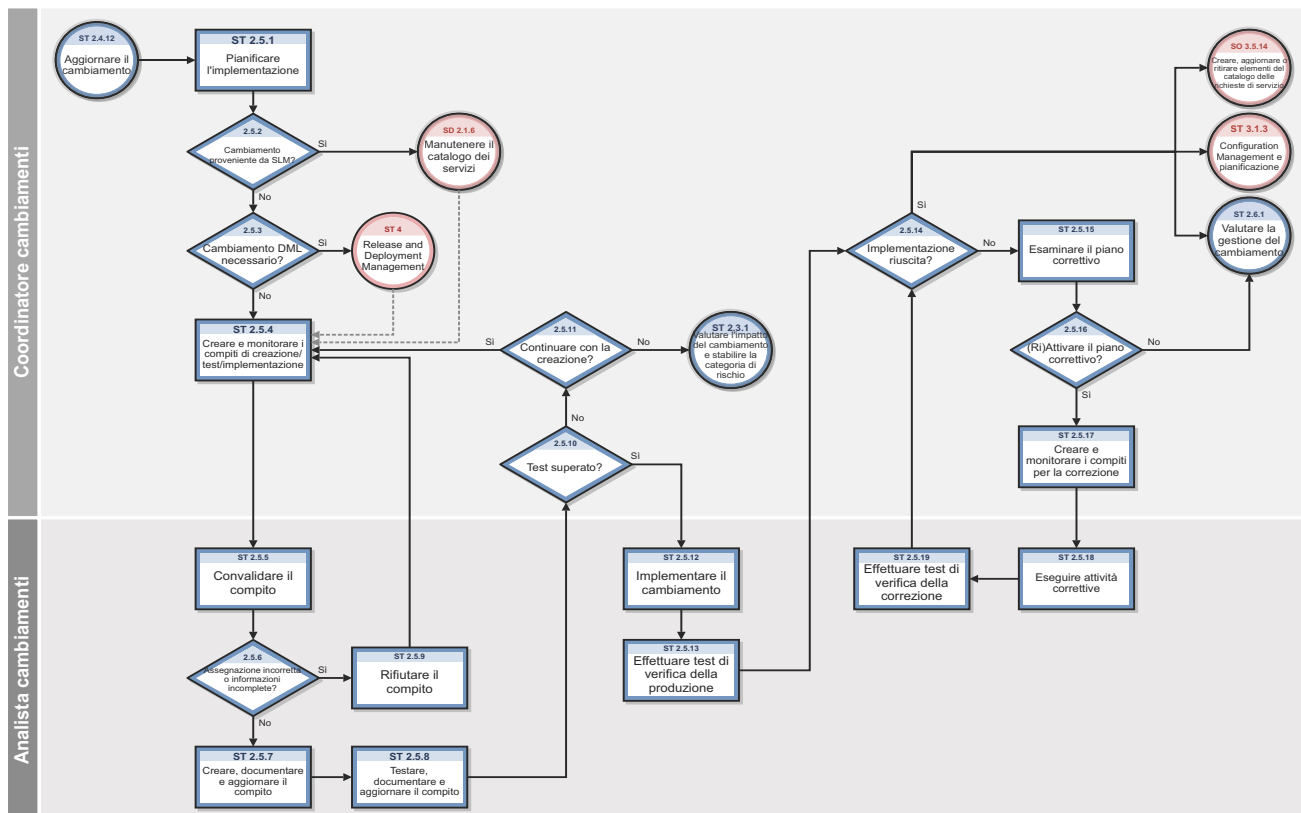 Coordinatore cambiamenti
ST 2.4.12
Aggiornare il
cambiamento
ST 2.5.1
Pianificare
l'implementazione
2.5.2
Cambiamento
proveniente da SLM?
Sì
No
SD 2.1.6
Manutenere il
catalogo dei
servizi
2.5.3
Cambiamento DML
necessario?
Sì
No
ST 4
Release and
Deployment
Management
ST 2.5.4
Creare e monitorare i
compiti di creazione/
test/implementazione
2.5.11
Continuare con la
creazione?
Sì
No
ST 2.3.1
Valutare l'impatto
del cambiamento
e stabilire la
categoria di
rischio
No
2.5.10
Test superato?
Sì
2.5.14
Implementazione
riuscita?
Sì
No
SO 3.5.14
Creare, aggiornare o
ritirare elementi del
catalogo delle
richieste di servizio
ST 3.1.3
Configuration
Management e
pianificazione
ST 2.6.1
Valutare la
gestione del
cambiamento
ST 2.5.15
Esaminare il piano
correttivo
2.5.16
(Ri)Attivare il piano
correttivo?
No
Sì
ST 2.5.17
Creare e
monitorare i compiti
per la correzione
Analista cambiamenti
ST 2.5.5
Convalidare il
compito
2.5.6
Assegnazione incorretta
o informazioni
incomplete?
Sì
No
ST 2.5.9
Rifiutare il
compito
ST 2.5.7
Creare, documentare
e aggiornare il
compito
ST 2.5.8
Testare,
documentare e
aggiornare il compito
ST 2.5.12
Implementare il
cambiamento
ST 2.5.13
Effettuare test di
verifica della
produzione
ST 2.5.19
Effettuare test di
verifica della
correzione
ST 2.5.18
Eseguire attività
correttive